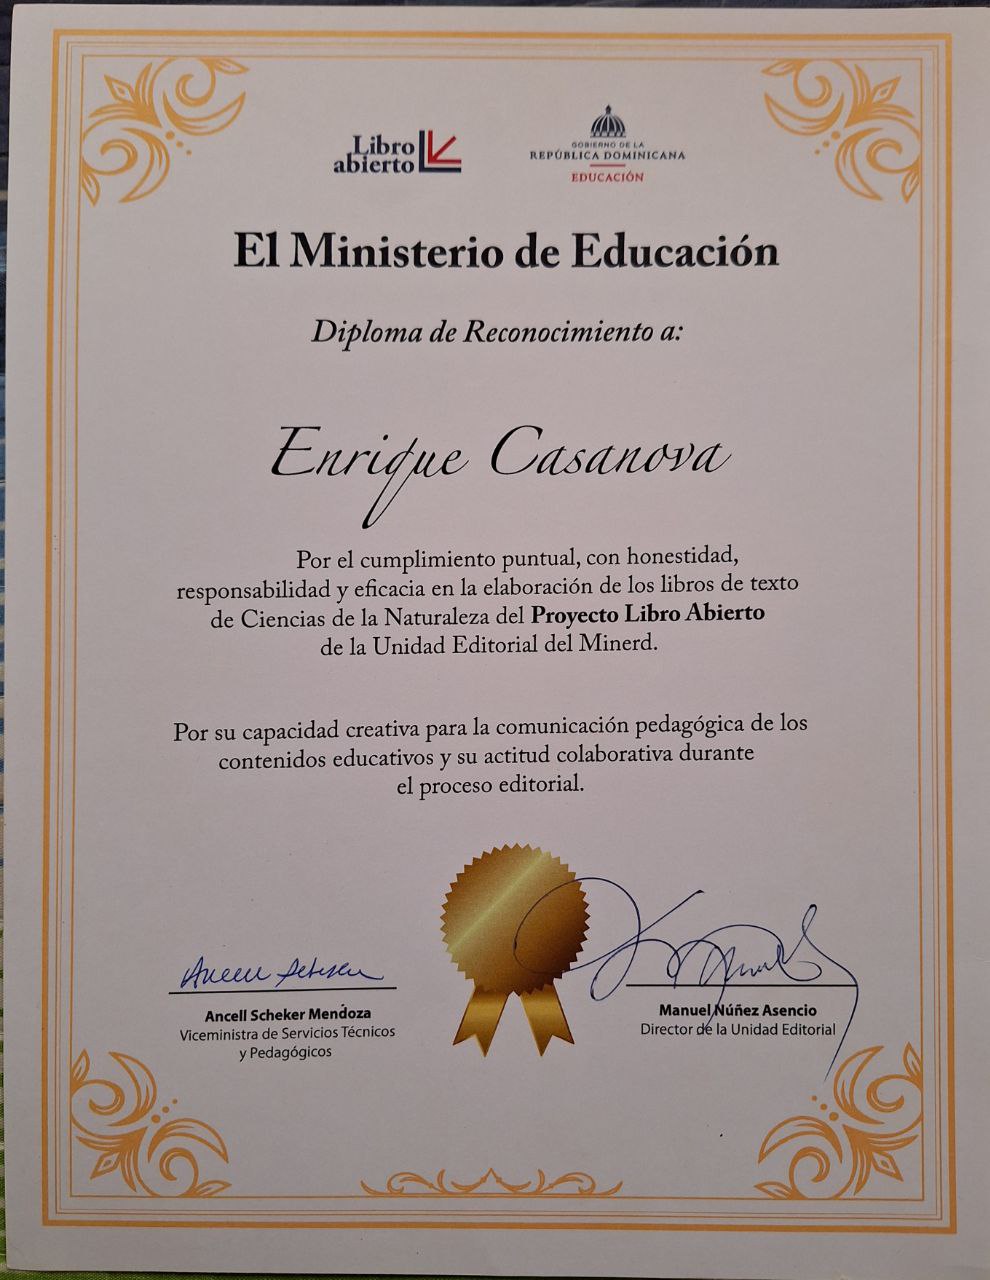 Libro
abierto
GOBIERNO DE LA
REPÚBLICA DOMINICANA
EDUCACIÓN
El Ministerio de Educación
Diploma de Reconocimiento a:
Enrique Casanova
Por el cumplimiento puntual, con honestidad,
responsabilidad y eficacia en la elaboración de los libros de texto
de Ciencias de la Naturaleza del Proyecto Libro Abierto
de la Unidad Editorial del Minerd.
Por su capacidad creativa para la comunicación pedagógica de los
contenidos educativos y su actitud colaborativa durante
el proceso editorial.
Ancell Scheker Mendoza
Viceministra de Servicios Técnicos
y Pedagógicos
Manuel Núñez Asencio
Director de la Unidad Editorial